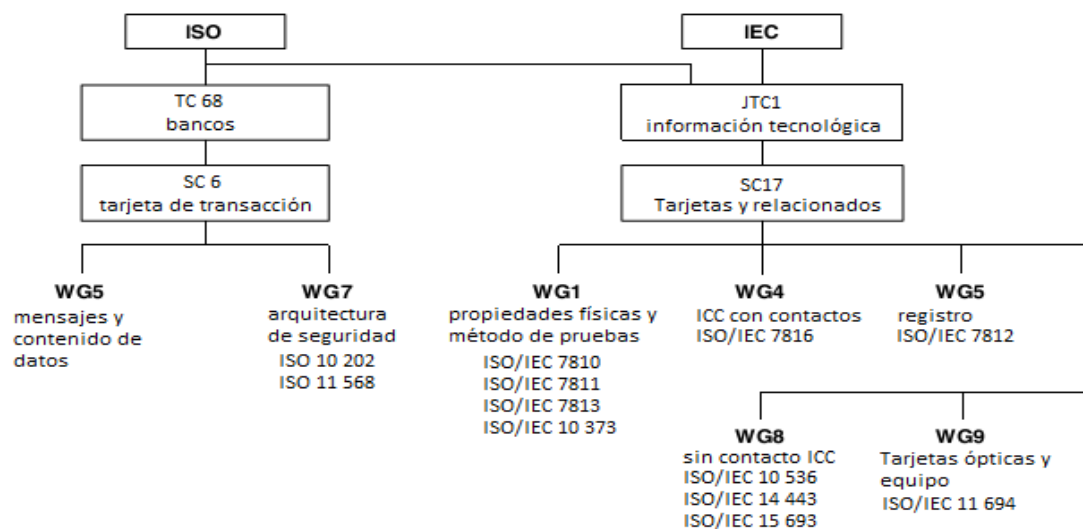 ISO
IEC
TC 68
bancos
JTC1
información tecnológica
SC 6
tarjeta de transacción
SC17
Tarjetas y relacionados
WG5
mensajes y
contenido de
datos
WG7
arquitectura
de seguridad
ISO 10 202
ISO 11 568
WG1
propiedades físicas y
método de pruebas
ISO/IEC 7810
ISO/IEC 7811
ISO/IEC 7813
ISO/IEC 10 373
WG4
ICC con contactos
ISO/IEC 7816
WG5
registro
ISO/IEC 7812
WG8
sin contacto ICC
ISO/IEC 10 536
ISO/IEC 14 443
ISO/IEC 15 693
WG9
Tarjetas ópticas y
equipo
ISO/IEC 11 694